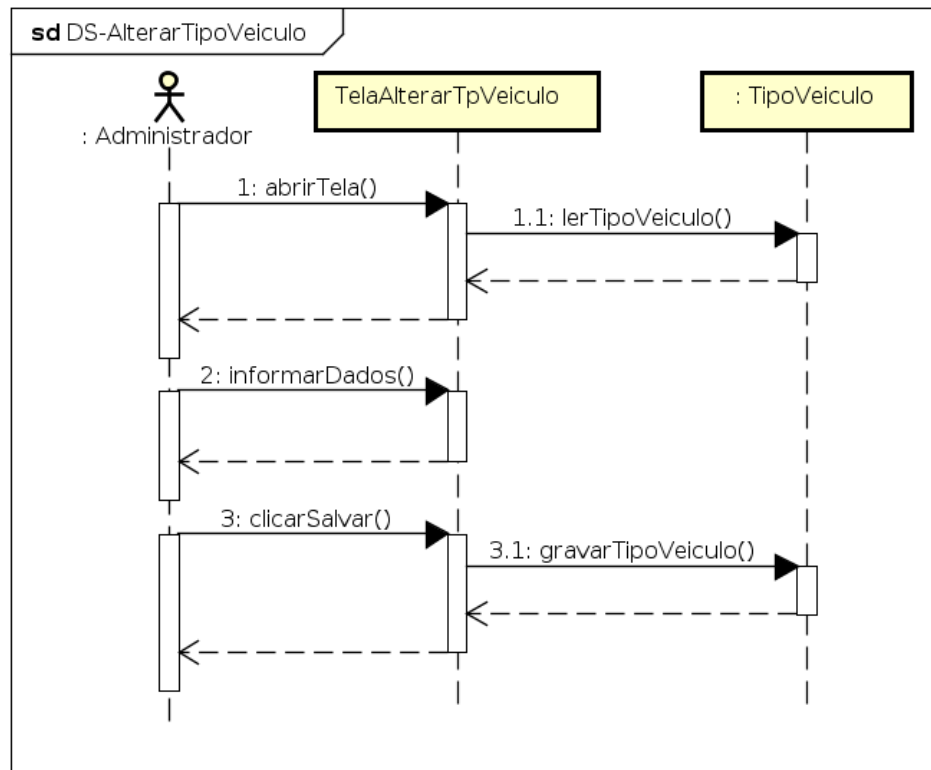 sd DS-AlterarTipoVeiculo
: Administrador
TelaAlterarTpVeiculo
: TipoVeiculo
1: abrirTela()
1.1: lerTipoVeiculo()
2: informarDados()
3: clicarSalvar()
3.1: gravarTipoVeiculo()